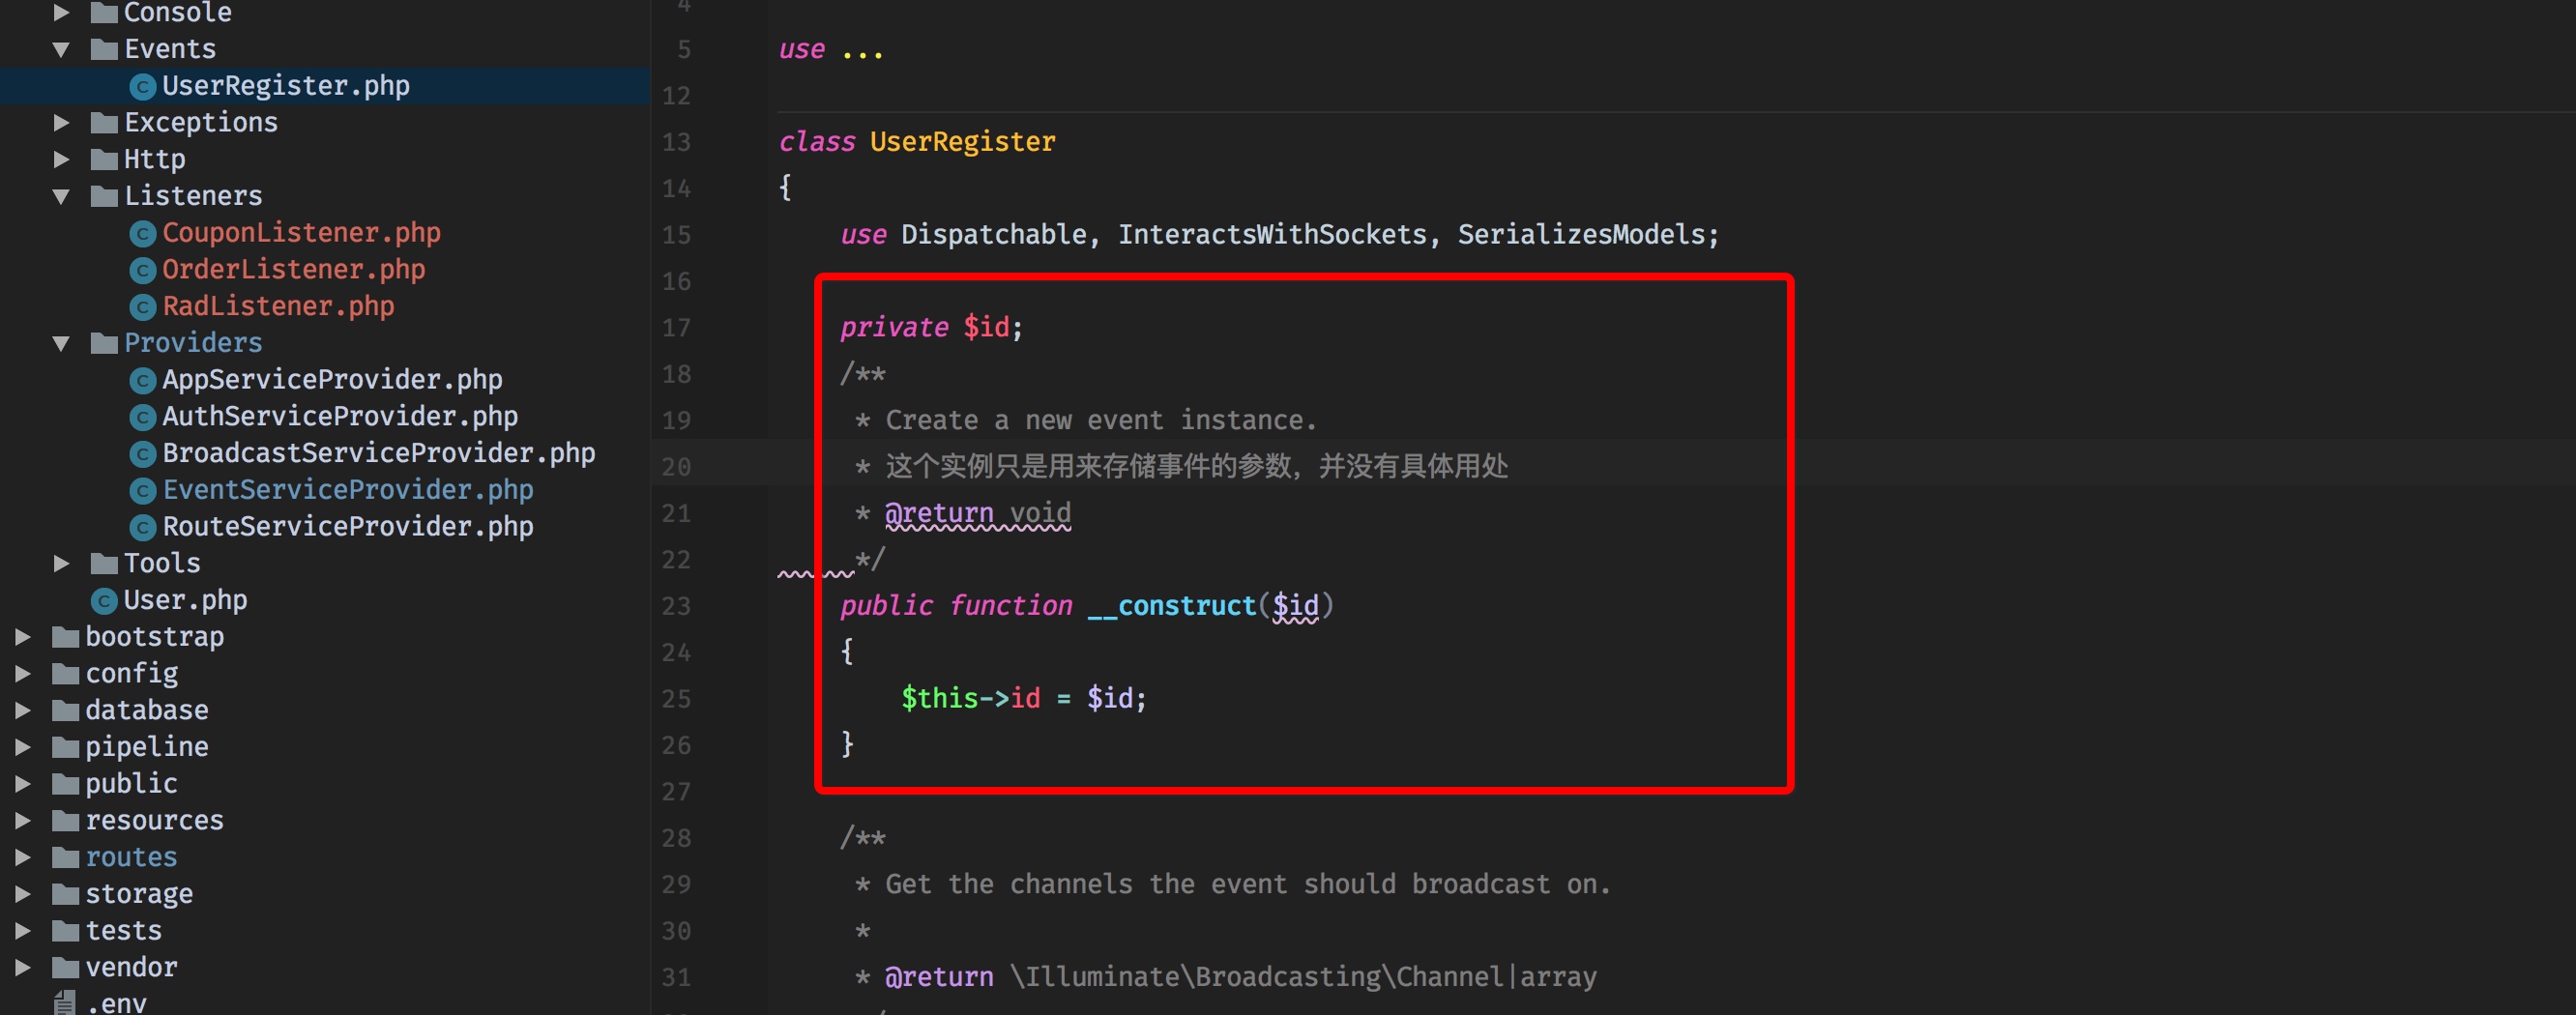 Console
Events
UserRegister.php
Exceptions
Http
Listeners
CouponListener.php
OrderListener.php
RadListener.php
Providers
AppServiceProvider.php
AuthServiceProvider.php
BroadcastServiceProvider.php
EventServiceProvider.php
RouteServiceProvider.php
Tools
User.php
bootstrap
config
database
pipeline
public
resources
routes
storage
tests
vendor
.env
4
5 use ...
12
13 class UserRegister
14 {
15 use Dispatchable, InteractsWithSockets, SerializesModels;
16
17 private $id;
18 /**
19 * Create a new event instance.
20 * 这个实例只是用来存储事件的参数，并没有具体用处
21 * @return void
22 */
23 public function __construct($id)
24 {
25 $this->id = $id;
26 }
27
28 /**
29 * Get the channels the event should broadcast on.
30 *
31 * @return \Illuminate\Broadcasting\Channel|array